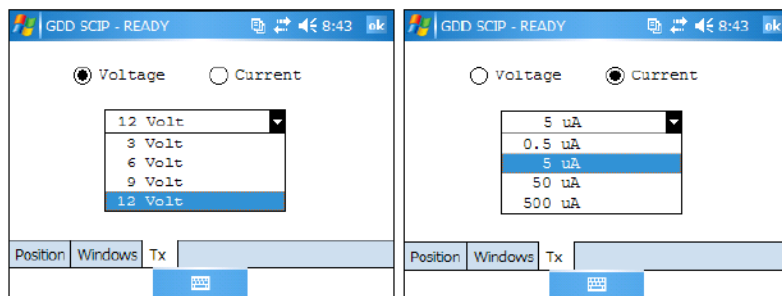 GDD SCIP - READY 8:43 ok
Voltage Current
12 Volt
3 Volt
6 Volt
9 Volt
12 Volt
Position Windows Tx
GDD SCIP - READY 8:43 ok
Voltage Current
5 uA
0.5 uA
5 uA
50 uA
500 uA
Position Windows Tx